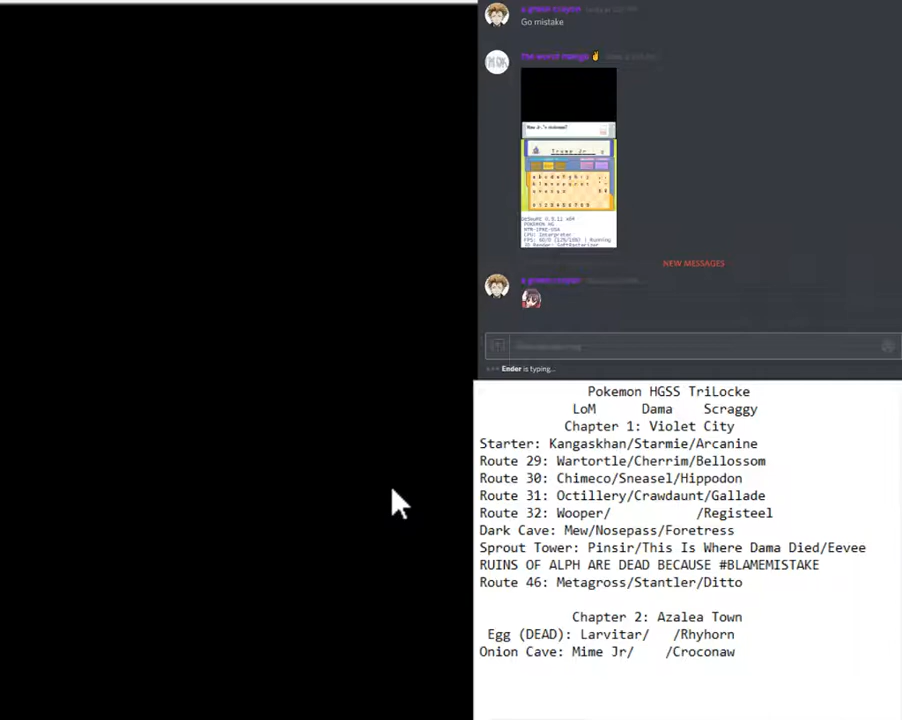 Go mistake
the worst manga
NEW MESSAGES
Ender is typing...
Pokemon HGSS TriLocke
LoM Dama Scraggy
Chapter 1: Violet City
Starter: Kangaskhan/Starmie/Arcanine
Route 29: Wartortle/Cherrim/Bellossom
Route 30: Chimeco/Sneasel/Hippodon
Route 31: Octillery/Crawdaunt/Gallade
Route 32: Wooper/ /Registeel
Dark Cave: Mew/Nosepass/Foretress
Sprout Tower: Pinsir/This Is Where Dama Died/Eevee
RUINS OF ALPH ARE DEAD BECAUSE #BLAMEMISTAKE
Route 46: Metagross/Stantler/Ditto
Chapter 2: Azalea Town
Egg (DEAD): Larvitar/ /Rhyhorn
Onion Cave: Mime Jr/ /Croconaw